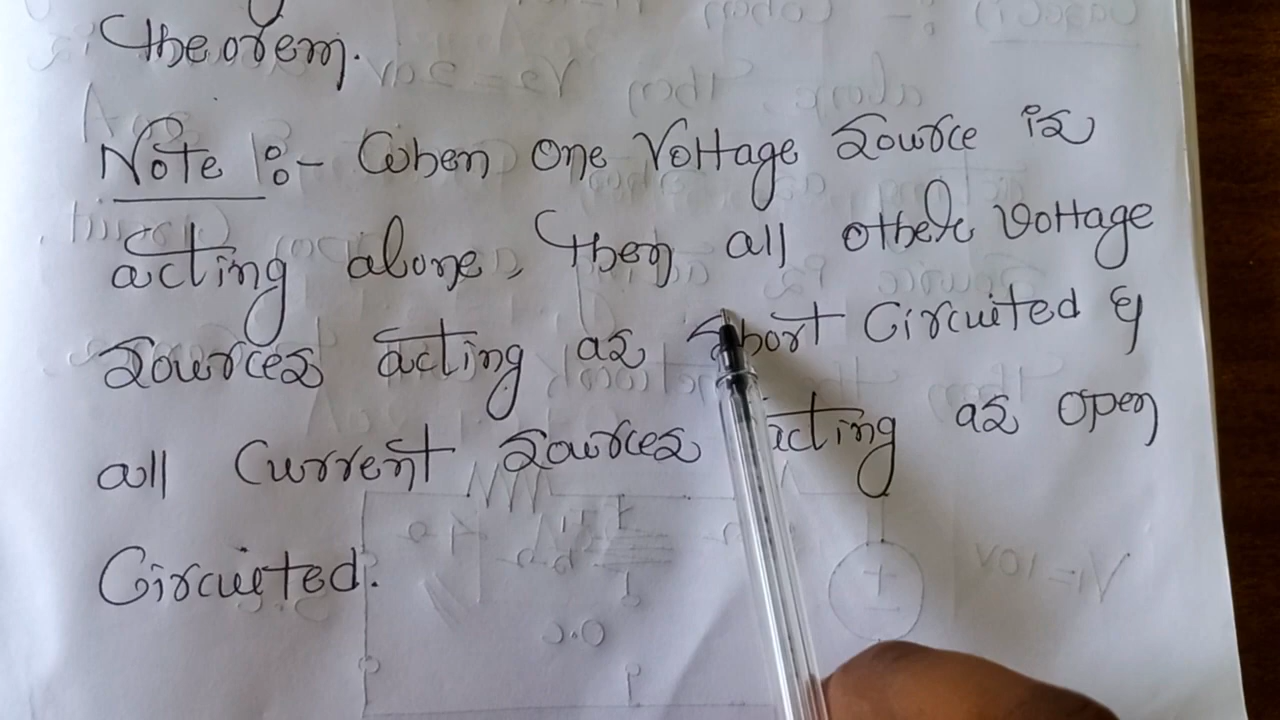 Theorem.
Note :- When one Voltage Source is
acting alone, then all other Voltage
Sources acting as short Circuited &
all Current Sources acting as open
Circuited.